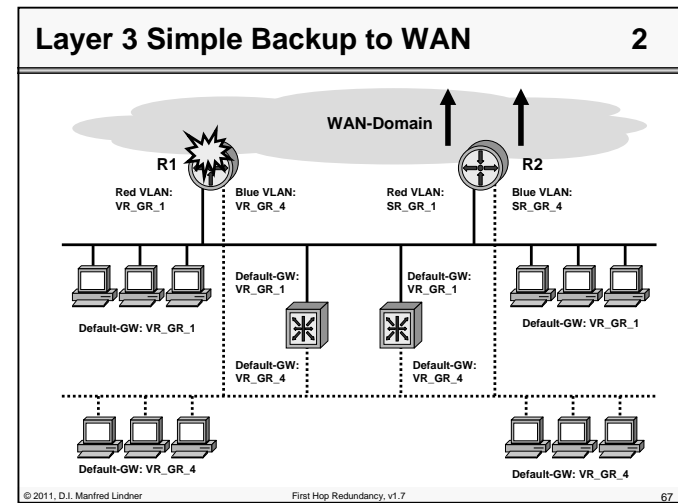 Layer 3 Simple Backup to WAN 2
WAN-Domain
R1
R2
Red VLAN:
VR_GR_1
Blue VLAN:
VR_GR_4
Red VLAN:
SR_GR_1
Blue VLAN:
SR_GR_4
Default-GW:
VR_GR_1
Default-GW:
VR_GR_1
Default-GW: VR_GR_1
Default-GW: VR_GR_1
Default-GW:
VR_GR_4
Default-GW:
VR_GR_4
Default-GW: VR_GR_4
Default-GW: VR_GR_4
© 2011, D.I. Manfred Lindner
First Hop Redundancy, v1.7
67